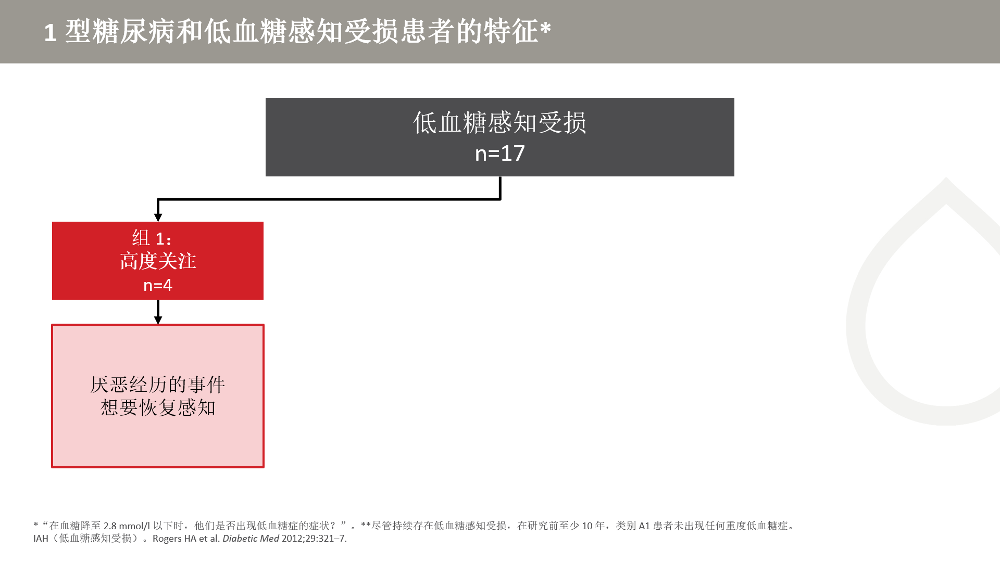 1 型糖尿病和低血糖感知受损患者的特征*
低血糖感知受损
n=17
组 1：
高度关注
n=4
厌恶经历的事件
想要恢复感知
*“在血糖降至 2.8 mmol/l 以下时，他们是否出现低血糖症的症状？”。**尽管持续存在低血糖感知受损，在研究前至少 10 年，类别 A1 患者未出现任何重度低血糖症。
IAH（低血糖感知受损）。Rogers HA et al. Diabetic Med 2012;29:321–7.